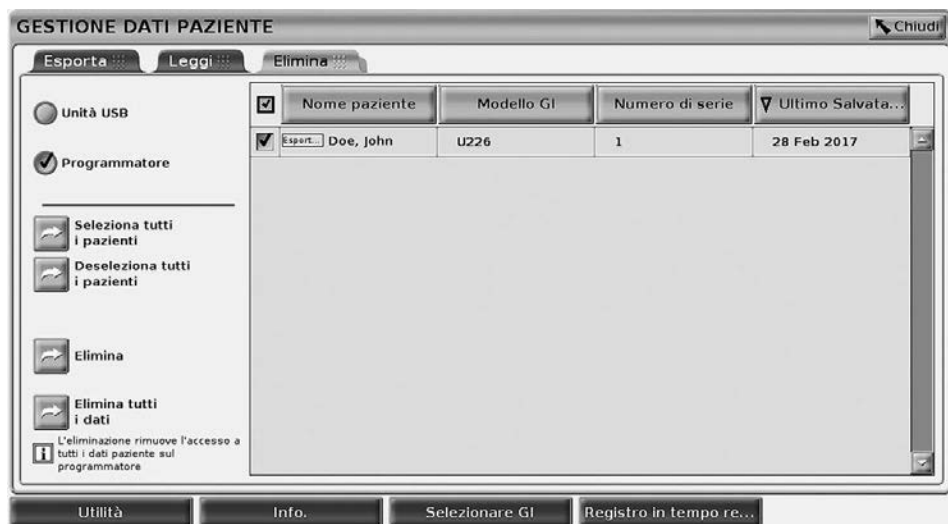 GESTIONE DATI PAZIENTE
Chiudi
Esporta
Leggi
Elimina
Unità USB
Programmatore
Seleziona tutti
i pazienti
Deseleziona tutti
i pazienti
Elimina
Elimina tutti
i dati
L'eliminazione rimuove l'accesso a
tutti i dati paziente sul
programmatore
Nome paziente
Modello GI
Numero di serie
Ultimo Salvata...
Esport... Doe, John
U226
1
28 Feb 2017
Utilità
Info.
Selezionare GI
Registro in tempo re...